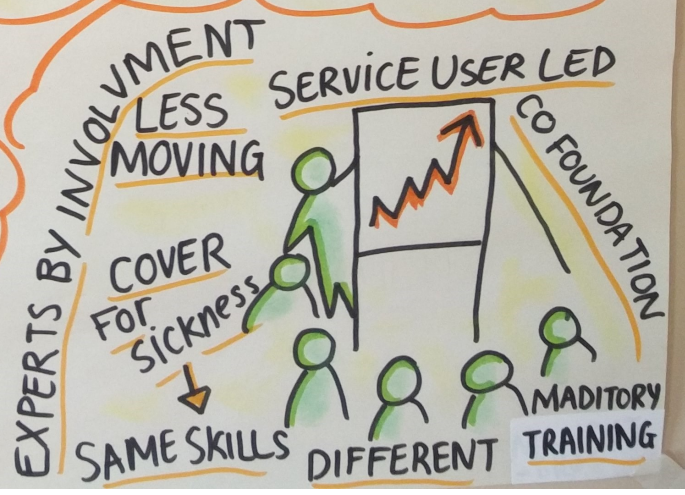 EXPERTS BY INVOLVMENT
LESS
MOVING
SERVICE USER LED
CO FOUNDATION
COVER
FOR
SICKNESS
SAME SKILLS
DIFFERENT
MADITORY
TRAINING